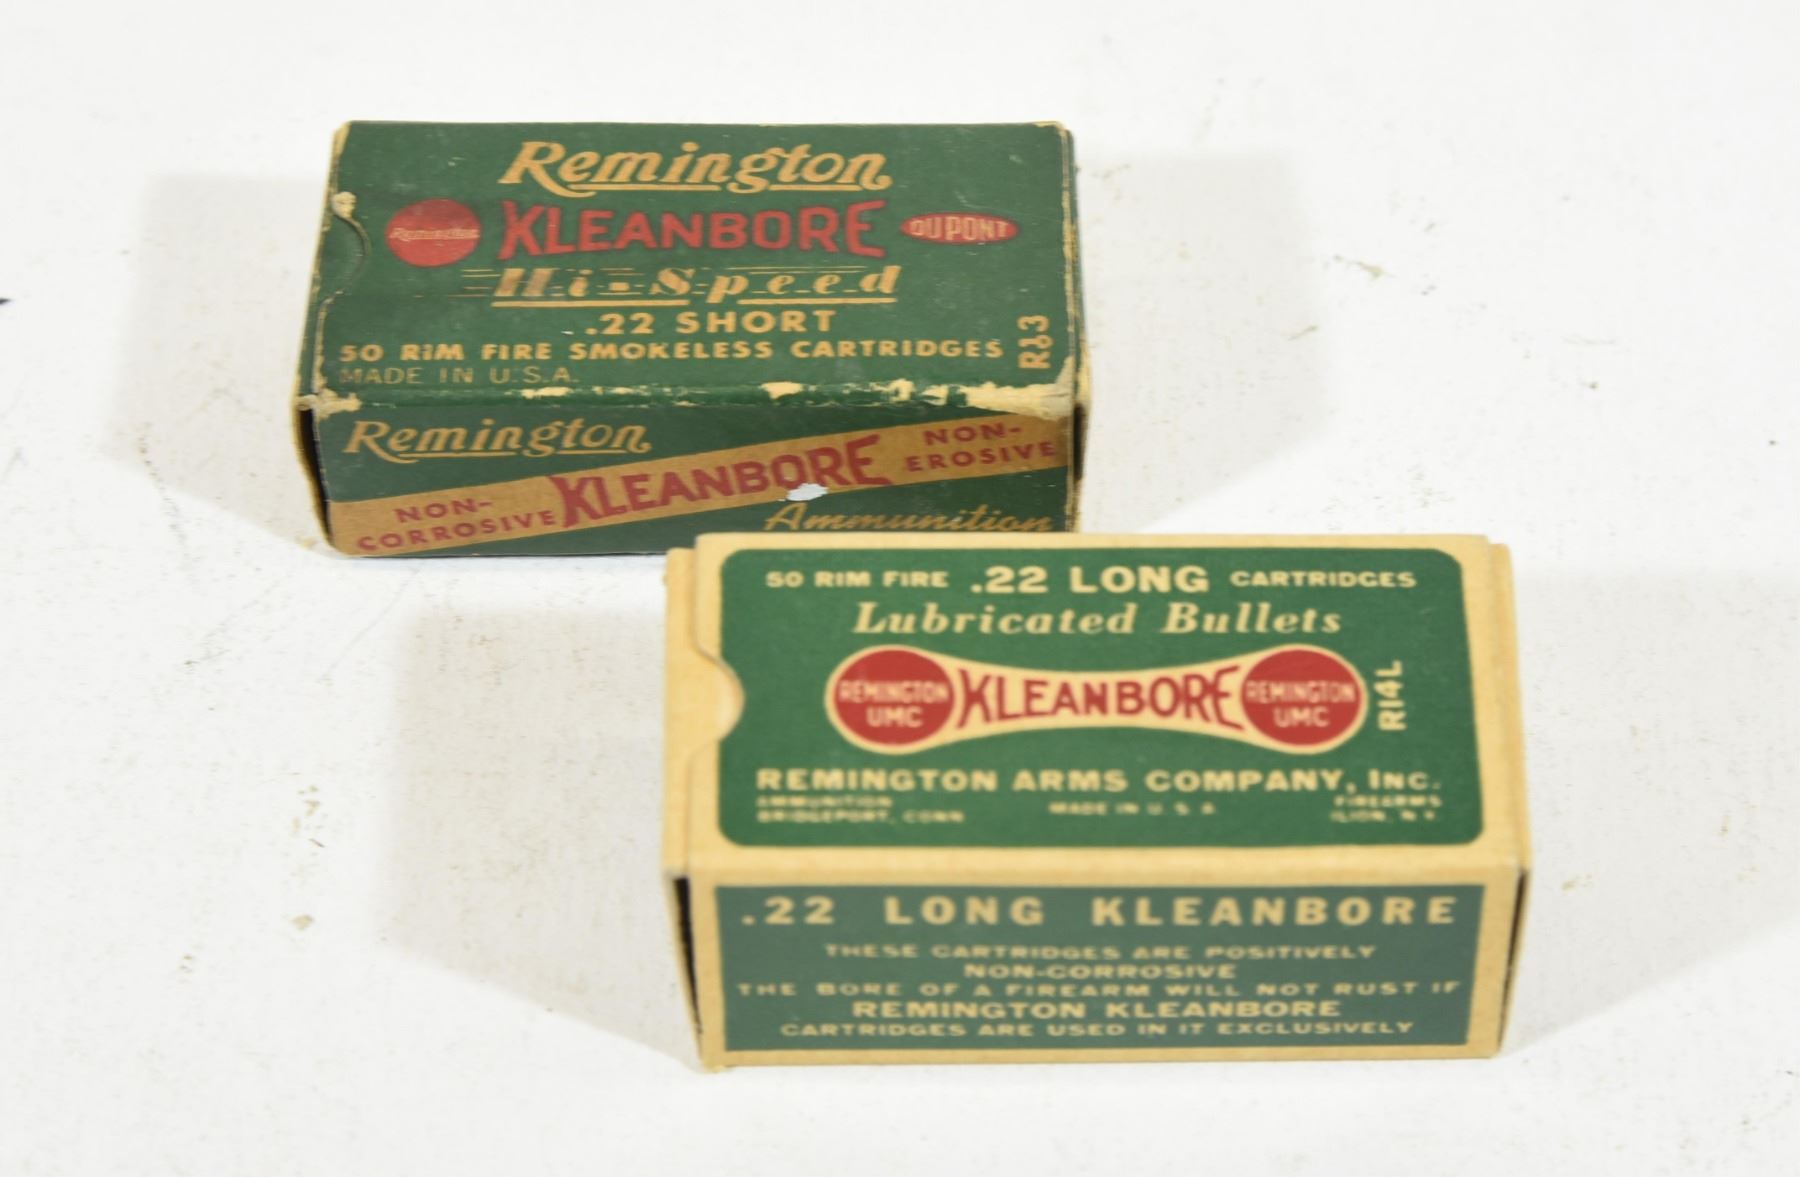 Remington
Remington KLEANBORE DUPONT
Hi-Speed
.22 SHORT
50 RIM FIRE SMOKELESS CARTRIDGES
MADE IN U.S.A.
R63
Remington
NON-CORROSIVE KLEANBORE NON-EROSIVE
Ammunition
50 RIM FIRE .22 LONG CARTRIDGES
Lubricated Bullets
REMINGTON UMC KLEANBORE REMINGTON UMC
R14L
REMINGTON ARMS COMPANY, INC.
AMMUNITION MADE IN U.S.A. FIREARMS
BRIDGEPORT, CONN ILION, N.Y.
.22 LONG KLEANBORE
THESE CARTRIDGES ARE POSITIVELY
NON-CORROSIVE
THE BORE OF A FIREARM WILL NOT RUST IF
REMINGTON KLEANBORE
CARTRIDGES ARE USED IN IT EXCLUSIVELY